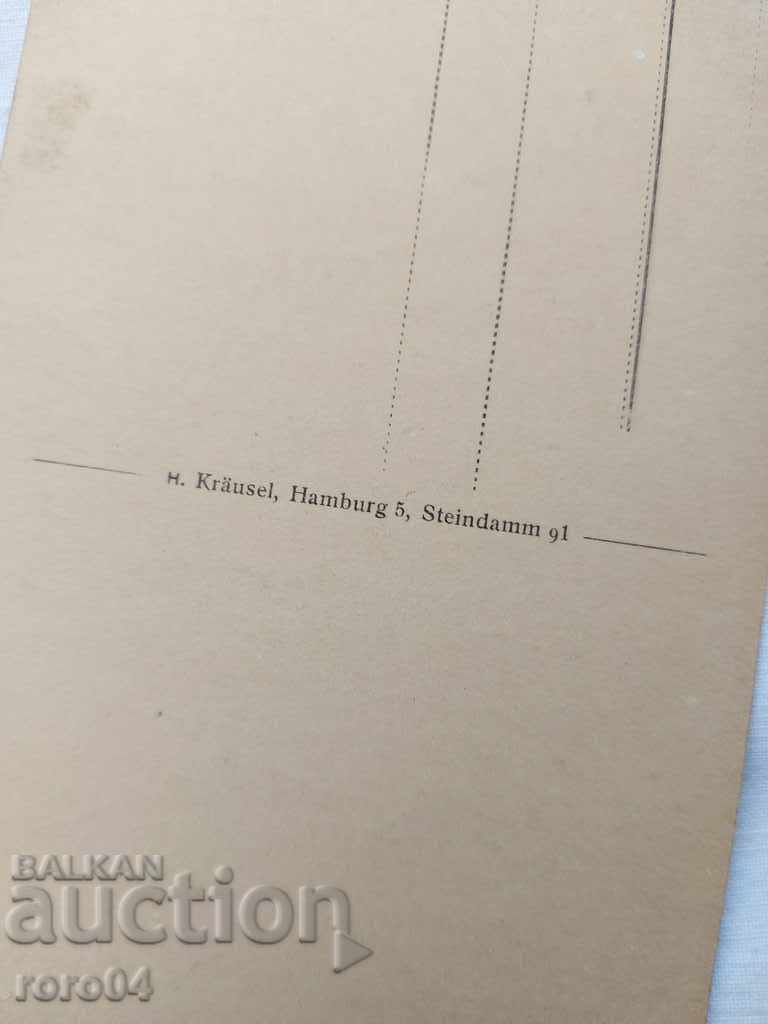 H. Kräusel, Hamburg 5, Steindamm 91
BALKAN
auction
roro04